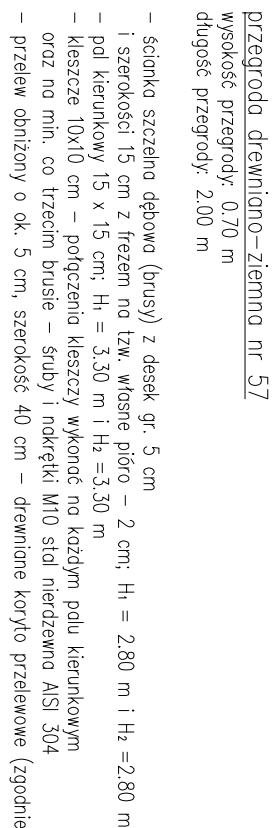 przegroda drewniano-ziemna nr 57
wysokość przegrody: 0.70 m
długość przegrody: 2.00 m
- ścianka szczelna dębowa (brusy) z desek gr. 5 cm
i szerokości 15 cm z frezem na tzw. własne pióro - 2 cm; H₁ = 2.80 m i H₂ =2.80 m
- pal kierunkowy 15 x 15 cm; H₁ = 3.30 m i H₂ =3.30 m
- kleszcze 10x10 cm - połączenia kleszczy wykonać na każdym palu kierunkowym
oraz na min. co trzecim brusie - śruby i nakrętki M10 stal nierdzewna AISI 304
- przelew obniżony o ok. 5 cm, szerokość 40 cm - drewniane koryto przelewowe (zgodnie